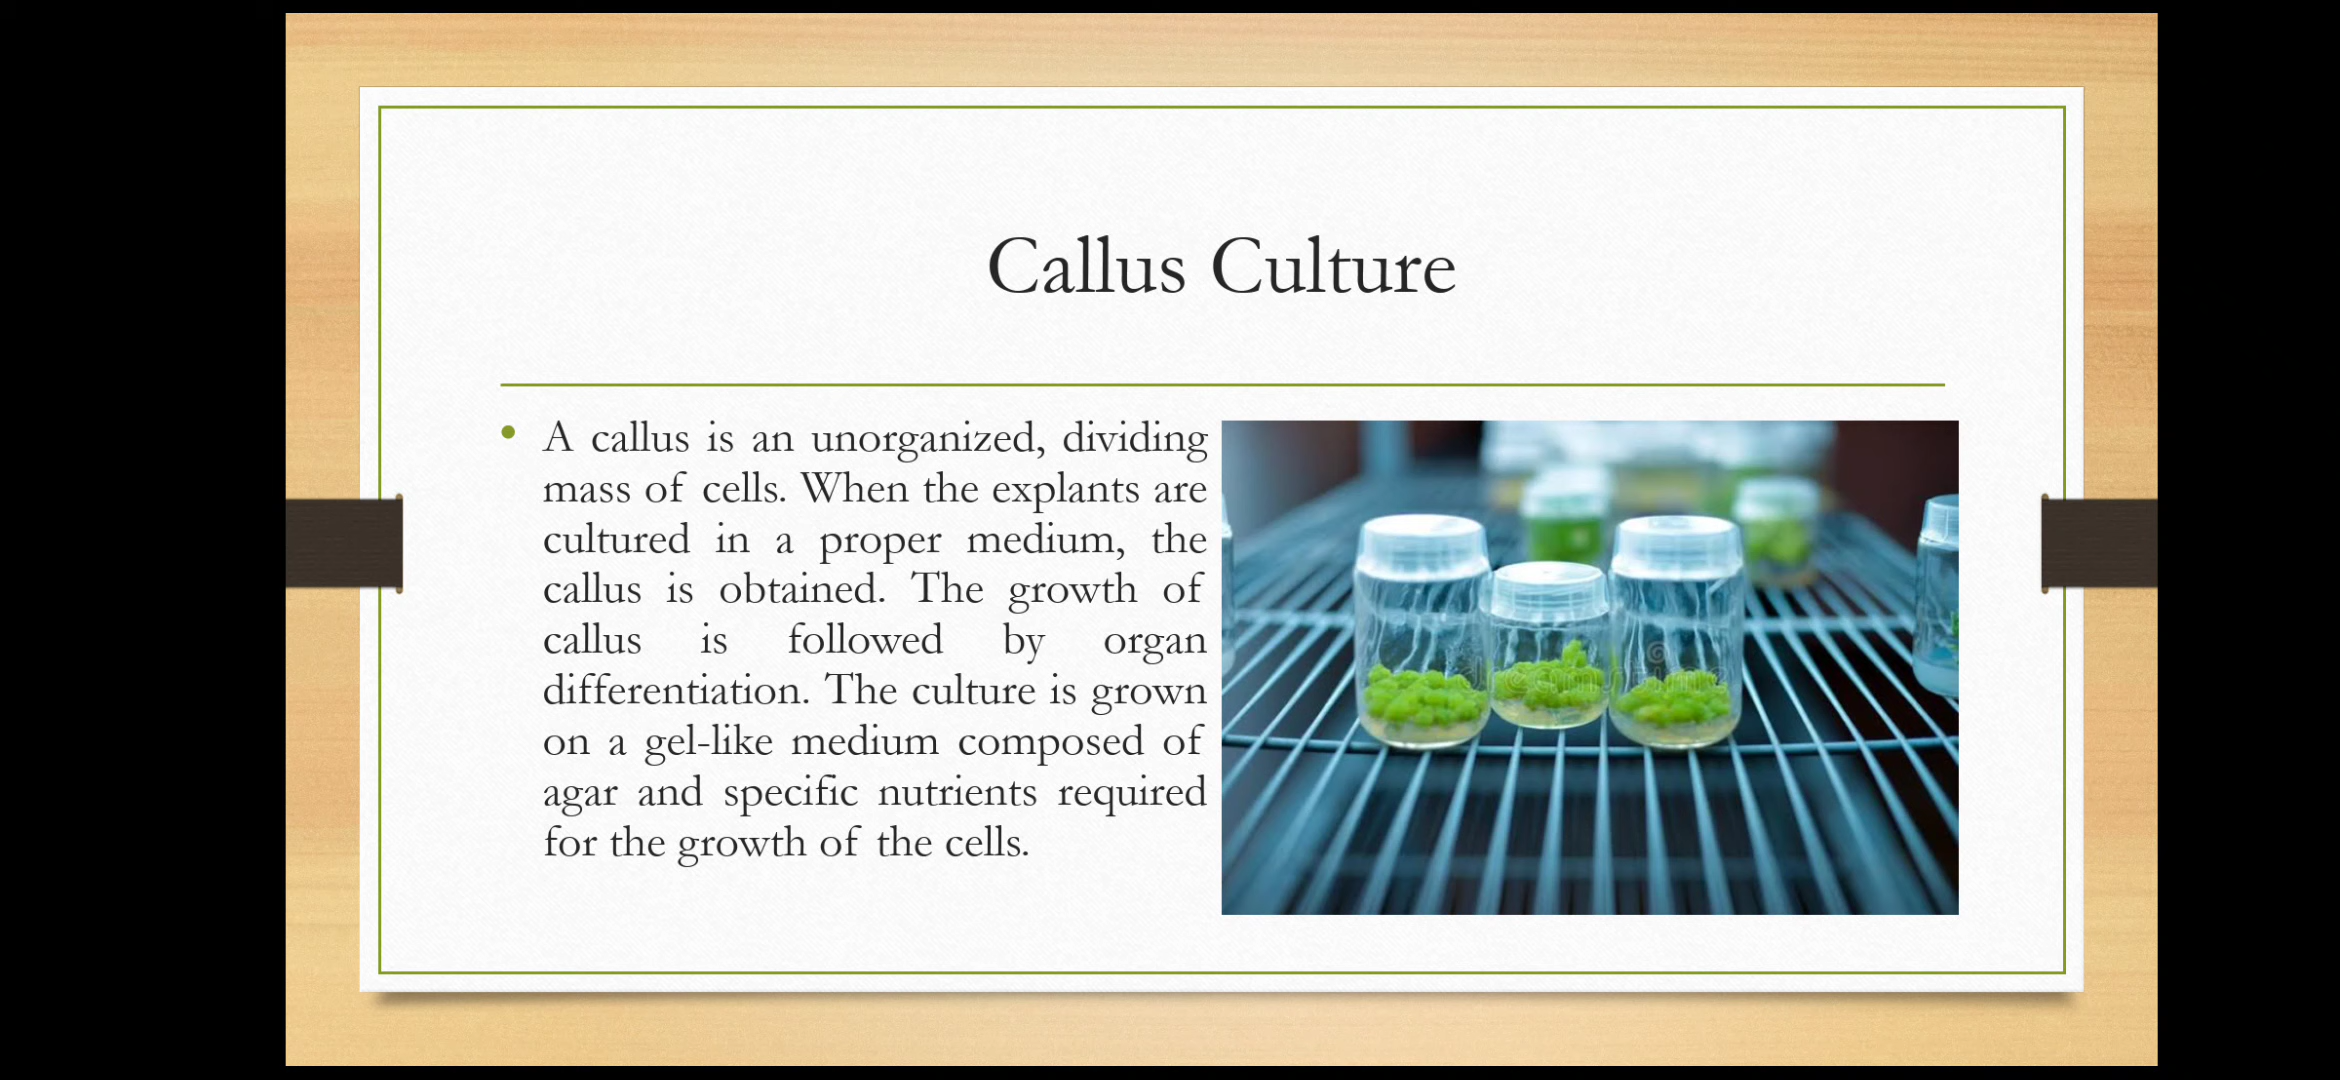 Callus Culture
• A callus is an unorganized, dividing
mass of cells. When the explants are
cultured in a proper medium, the
callus is obtained. The growth of
callus is followed by organ
differentiation. The culture is grown
on a gel-like medium composed of
agar and specific nutrients required
for the growth of the cells.
dreamstime